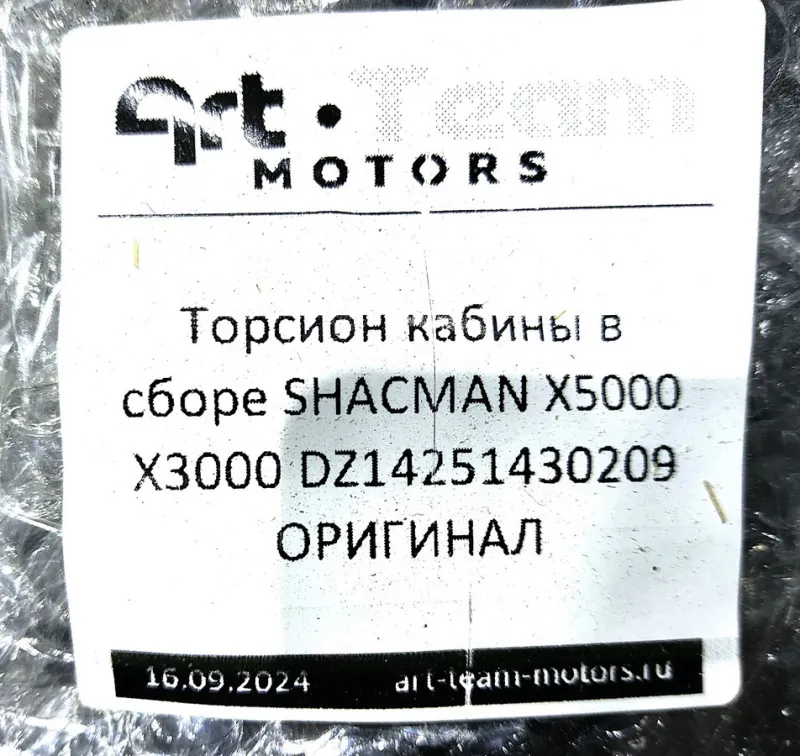 art·Team
MOTORS
Торсион кабины в
сборе SHACMAN X5000
X3000 DZ14251430209
ОРИГИНАЛ
16.09.2024 art-team-motors.ru